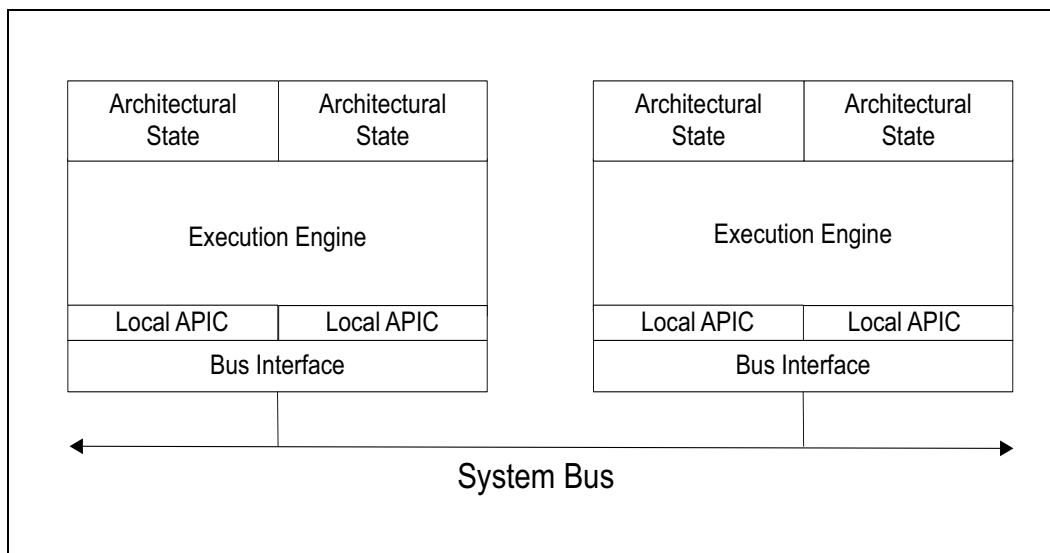 Architectural
State
Architectural
State
Architectural
State
Architectural
State
Execution Engine
Execution Engine
Local APIC
Local APIC
Local APIC
Local APIC
Bus Interface
Bus Interface
System Bus